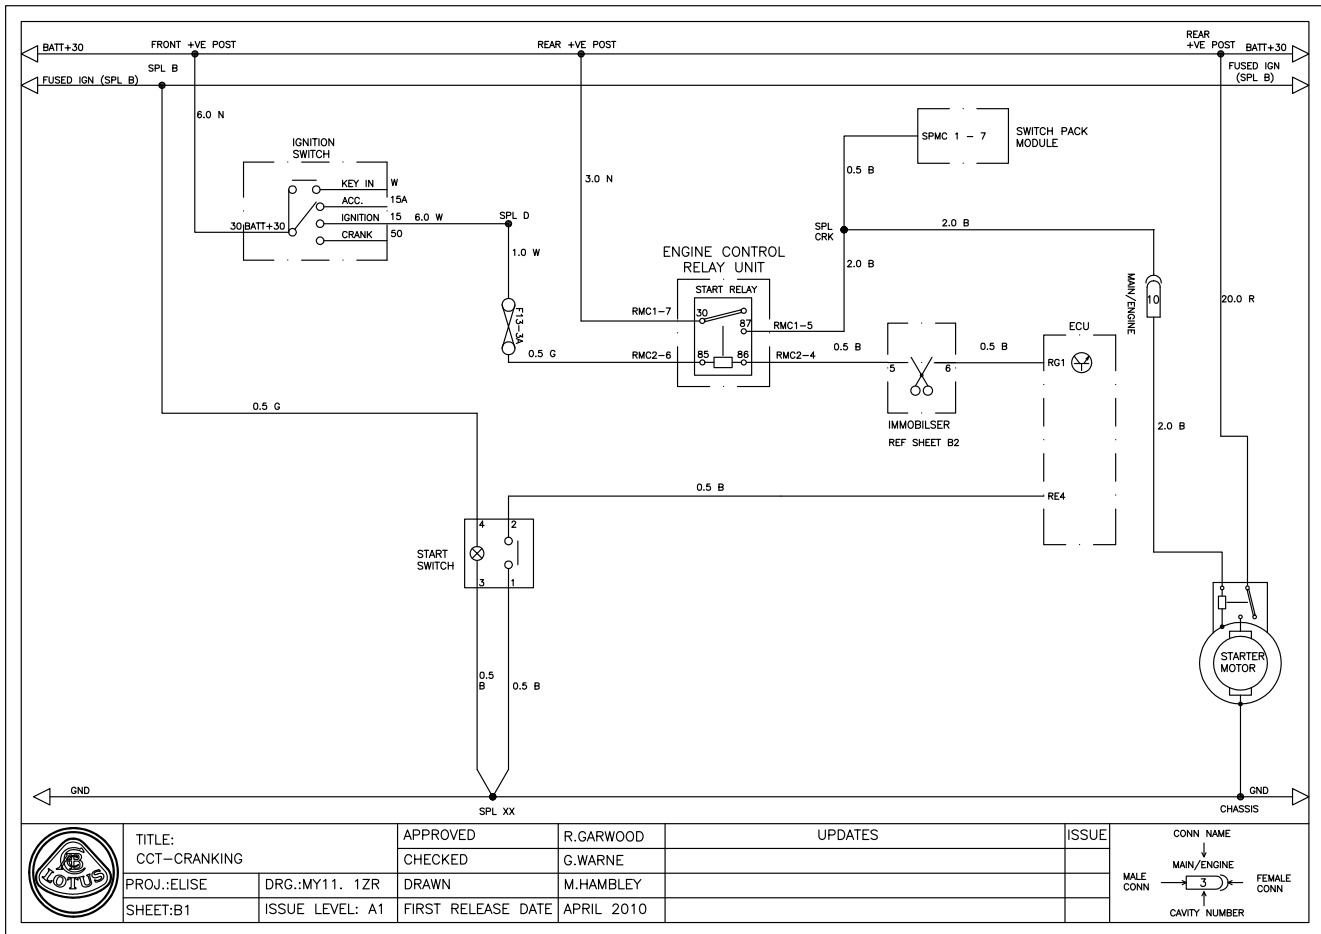 BATT+30
FRONT +VE POST
REAR +VE POST
REAR
+VE POST
BATT+30
FUSED IGN (SPL B)
SPL B
FUSED IGN
(SPL B)
6.0 N
IGNITION
SWITCH
KEY IN
W
ACC.
15A
IGNITION
15
6.0 W
CRANK
50
30
BATT+30
SPL D
1.0 W
F13-3A
0.5 G
3.0 N
ENGINE CONTROL
RELAY UNIT
START RELAY
RMC1-7
30
87
RMC1-5
RMC2-6
85
86
RMC2-4
SPMC 1 - 7
SWITCH PACK
MODULE
0.5 B
SPL
CRK
2.0 B
2.0 B
0.5 B
5
6
IMMOBILSER
REF SHEET B2
0.5 B
ECU
RG1
RE4
MAIN/ENGINE
10
20.0 R
2.0 B
0.5 G
0.5 B
START
SWITCH
4
2
3
1
0.5
B
0.5 B
STARTER
MOTOR
GND
SPL XX
GND
CHASSIS
LOTUS
TITLE:
CCT-CRANKING
PROJ.:ELISE
DRG.:MY11. 1ZR
SHEET:B1
ISSUE LEVEL: A1
APPROVED
R.GARWOOD
CHECKED
G.WARNE
DRAWN
M.HAMBLEY
FIRST RELEASE DATE
APRIL 2010
UPDATES
ISSUE
CONN NAME
MAIN/ENGINE
MALE
CONN
3
FEMALE
CONN
CAVITY NUMBER